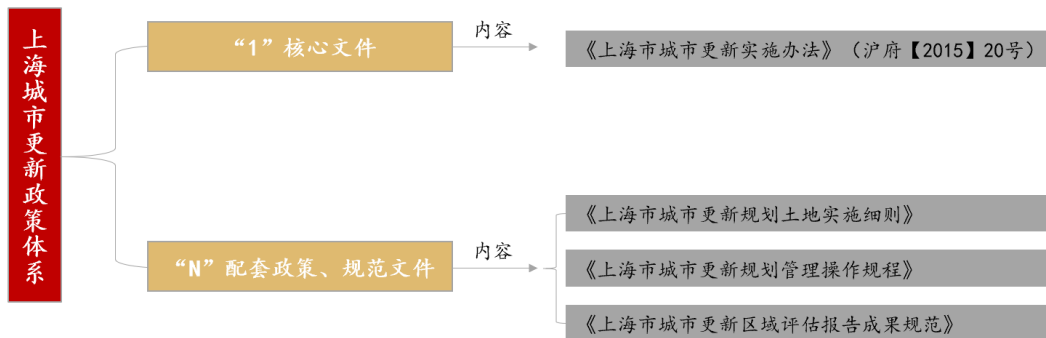 上海城市更新政策体系
“1”核心文件
内容
《上海市城市更新实施办法》（沪府【2015】20号）
“N”配套政策、规范文件
内容
《上海市城市更新规划土地实施细则》
《上海市城市更新规划管理操作规程》
《上海市城市更新区域评估报告成果规范》